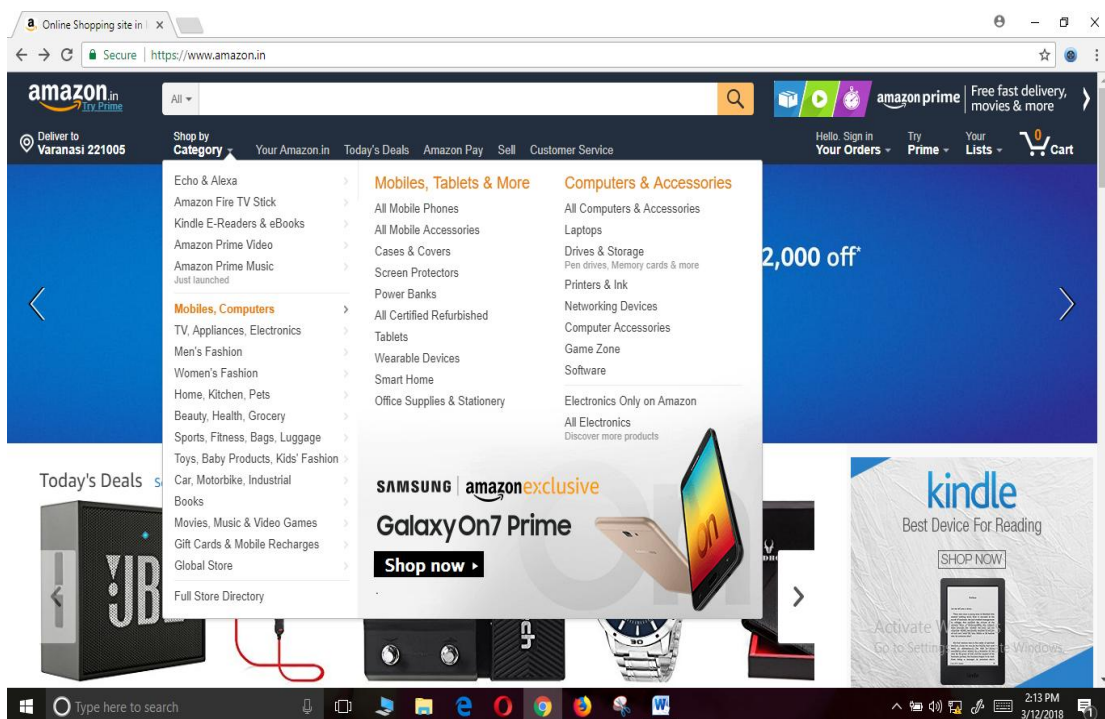 Online Shopping site in I
Secure https://www.amazon.in
amazon.in
Try Prime
All
amazon prime
Free fast delivery,
movies & more
Deliver to
Varanasi 221005
Shop by
Category
Your Amazon.in Today's Deals Amazon Pay Sell Customer Service
Hello. Sign in
Your Orders
Try
Prime
Your
Lists
0
Cart
Echo & Alexa
Amazon Fire TV Stick
Kindle E-Readers & eBooks
Amazon Prime Video
Amazon Prime Music
Just launched
Mobiles, Computers
TV, Appliances, Electronics
Men's Fashion
Women's Fashion
Home, Kitchen, Pets
Beauty, Health, Grocery
Sports, Fitness, Bags, Luggage
Toys, Baby Products, Kids' Fashion
Car, Motorbike, Industrial
Books
Movies, Music & Video Games
Gift Cards & Mobile Recharges
Global Store
Full Store Directory
Mobiles, Tablets & More
All Mobile Phones
All Mobile Accessories
Cases & Covers
Screen Protectors
Power Banks
All Certified Refurbished
Tablets
Wearable Devices
Smart Home
Office Supplies & Stationery
Computers & Accessories
All Computers & Accessories
Laptops
Drives & Storage
Pen drives, Memory cards & more
Printers & Ink
Networking Devices
Computer Accessories
Game Zone
Software
Electronics Only on Amazon
All Electronics
Discover more products
SAMSUNG | amazonexclusive
Galaxy On7 Prime
Shop now
On
2,000 off*
Today's Deals
JB
kindle
Best Device For Reading
SHOP NOW
Activate
Go to Settings Windows.
Type here to search
2:13 PM
3/12/2018